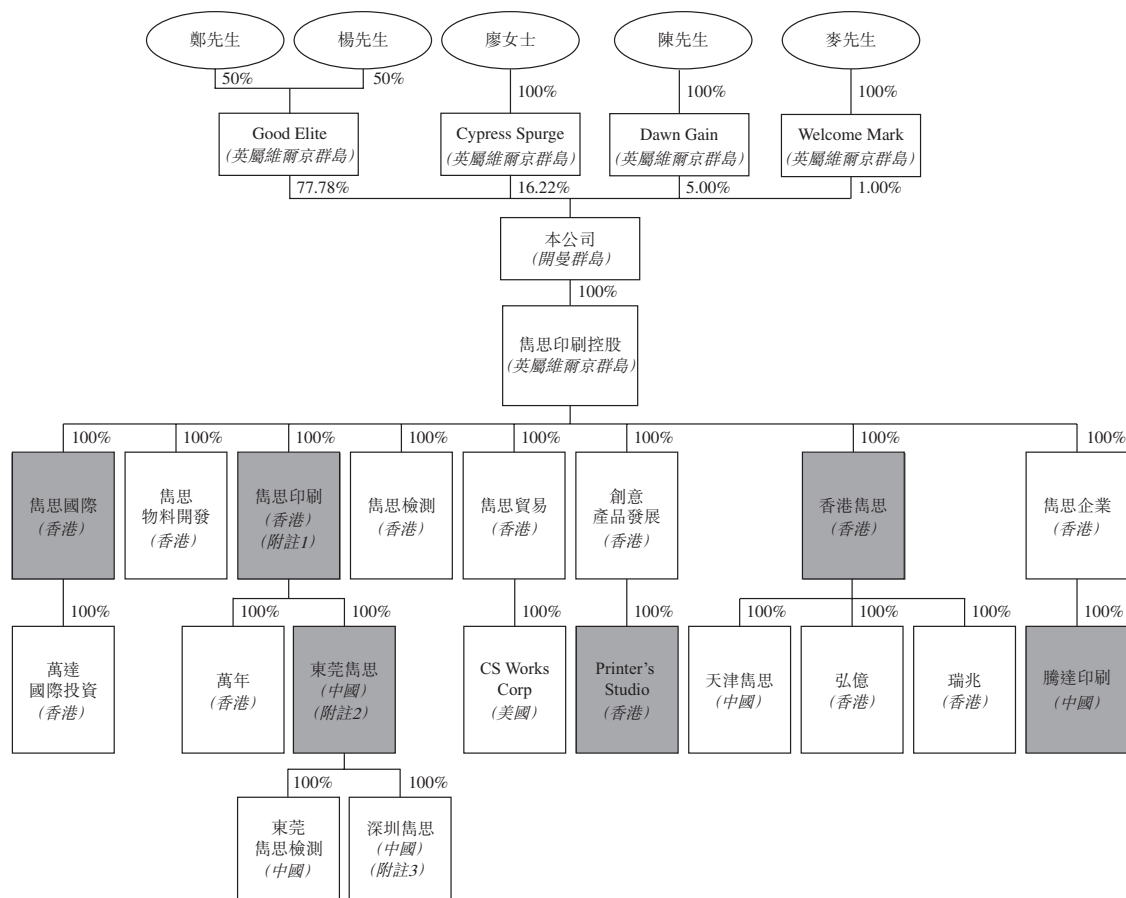 鄭先生
楊先生
廖女士
陳先生
麥先生
50%
50%
100%
100%
100%
Good Elite
(英屬維爾京群島)
Cypress Spurge
(英屬維爾京群島)
Dawn Gain
(英屬維爾京群島)
Welcome Mark
(英屬維爾京群島)
77.78%
16.22%
5.00%
1.00%
本公司
(開曼群島)
100%
雋思印刷控股
(英屬維爾京群島)
100%
100%
100%
100%
100%
100%
100%
100%
雋思國際
(香港)
雋思
物料開發
(香港)
雋思印刷
(香港)
(附註1)
雋思檢測
(香港)
雋思貿易
(香港)
創意
產品發展
(香港)
香港雋思
(香港)
雋思企業
(香港)
100%
100%
100%
100%
100%
100%
100%
100%
100%
萬達
國際投資
(香港)
萬年
(香港)
東莞雋思
(中國)
(附註2)
CS Works
Corp
(美國)
Printer's
Studio
(香港)
天津雋思
(中國)
弘億
(香港)
瑞兆
(香港)
騰達印刷
(中國)
100%
100%
東莞
雋思檢測
(中國)
深圳雋思
(中國)
(附註3)